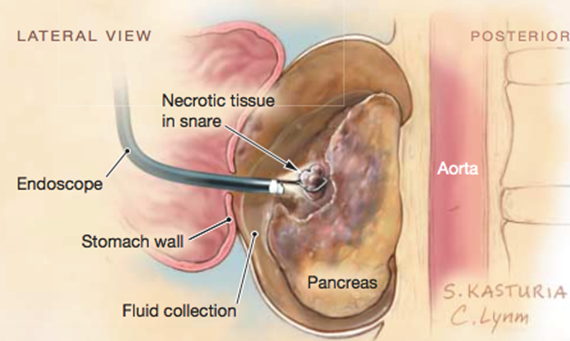 LATERAL VIEW
POSTERIOR
Necrotic tissue
in snare
Endoscope
Aorta
Stomach wall
Pancreas
Fluid collection
S. KASTURIA
C. Lynm